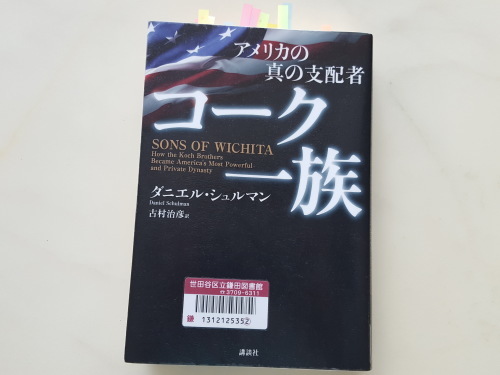 アメリカの
真の支配者
コーク
一族
SONS OF WICHITA
How the Koch Brothers
Became America's Most Powerful
and Private Dynasty
ダニエル・シュルマン
Daniel Schulman
古村治彦 訳
世田谷区立鎌田図書館
☎3709-6311
鎌 1312125352②
講談社